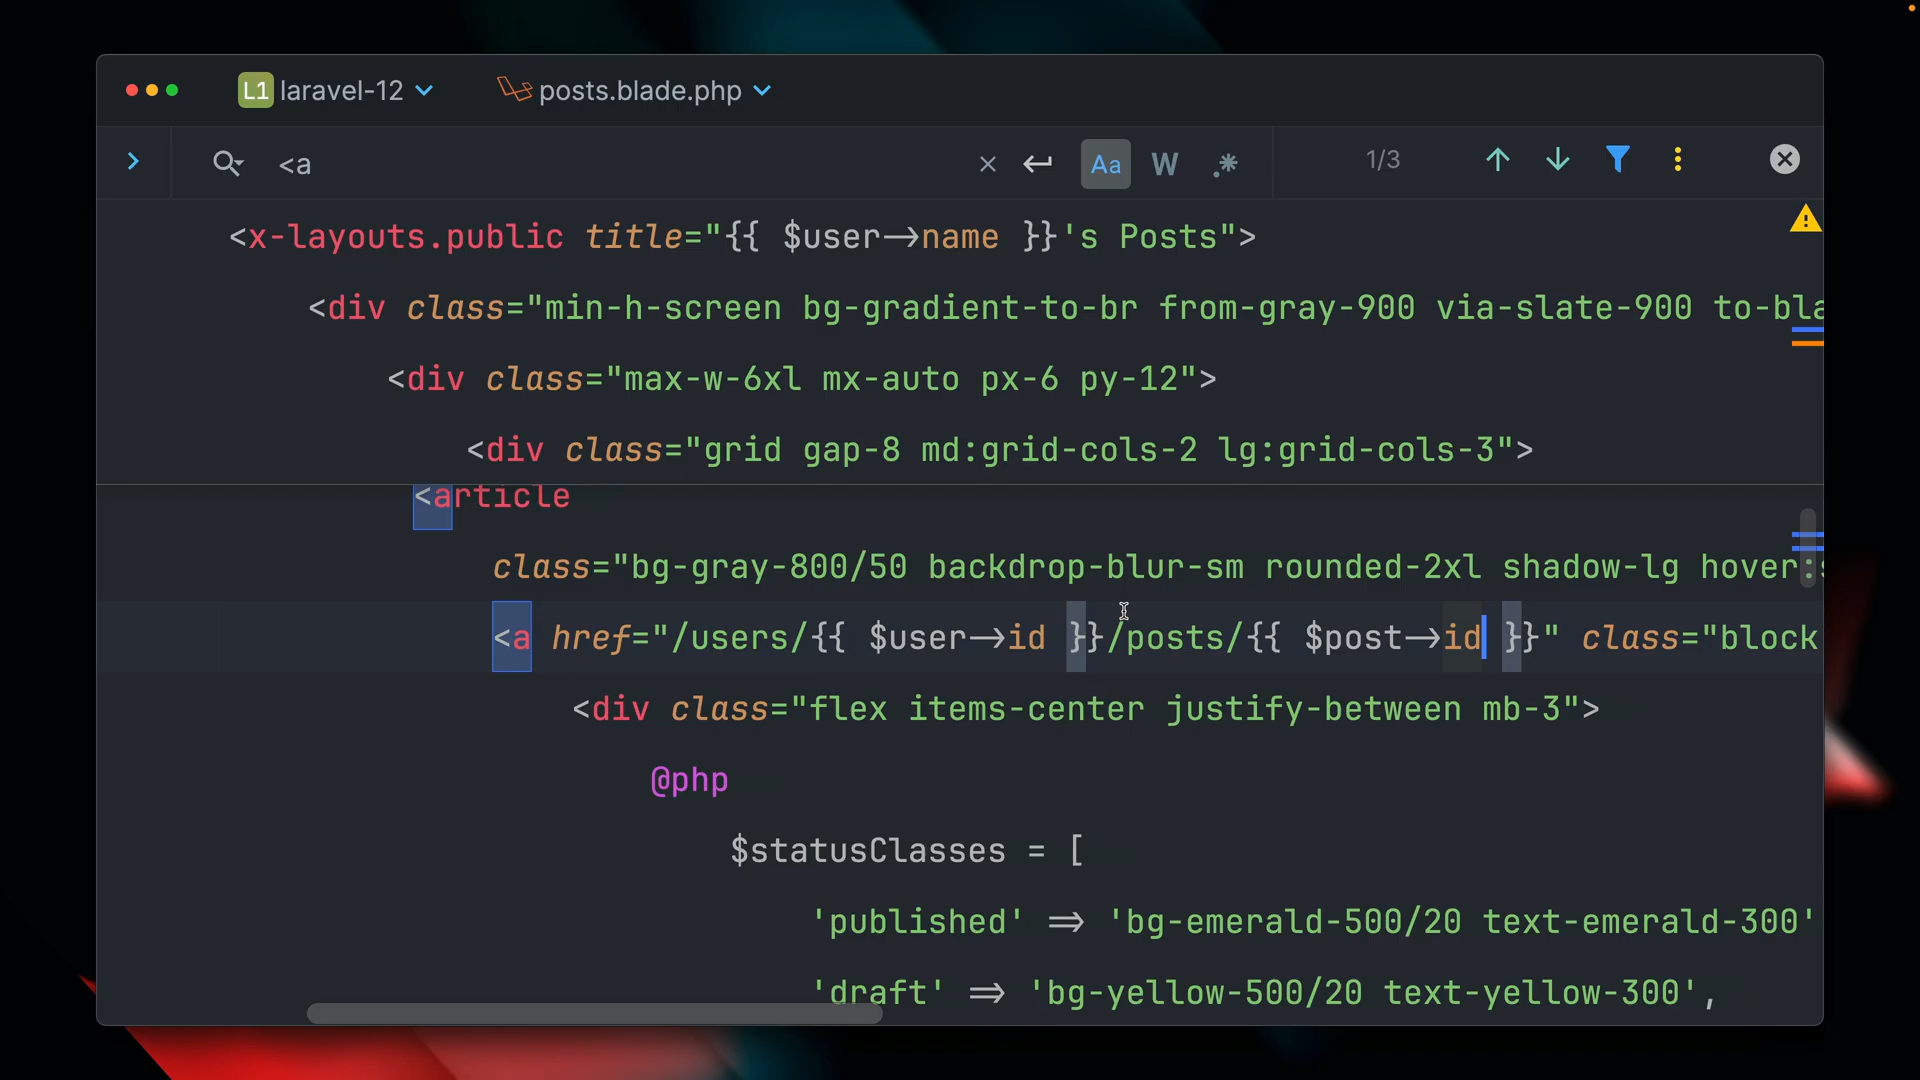 L1 laravel-12 posts.blade.php
<a Aa W .* 1/3
<x-layouts.public title="{{ $user->name }}'s Posts">
<div class="min-h-screen bg-gradient-to-br from-gray-900 via-slate-900 to-bla
<div class="max-w-6xl mx-auto px-6 py-12">
<div class="grid gap-8 md:grid-cols-2 lg:grid-cols-3">
<article
class="bg-gray-800/50 backdrop-blur-sm rounded-2xl shadow-lg hover:s
<a href="/users/{{ $user->id }}/posts/{{ $post->id }}" class="block
<div class="flex items-center justify-between mb-3">
@php
$statusClasses = [
'published' => 'bg-emerald-500/20 text-emerald-300'
'draft' => 'bg-yellow-500/20 text-yellow-300',